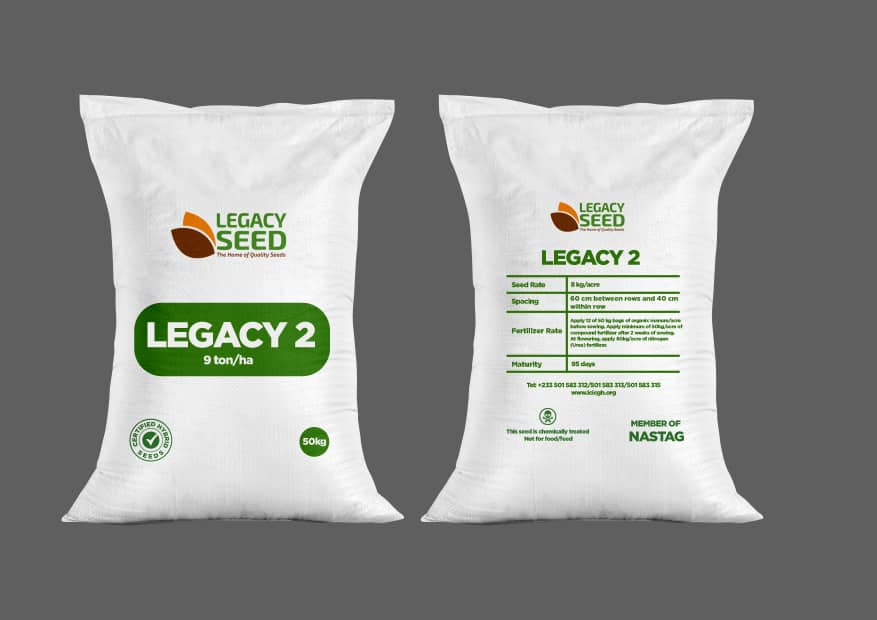 LEGACY
SEED
The Home of Quality Seeds
LEGACY 2
9 ton/ha
CERTIFIED HYBRID
SEEDS
50kg
LEGACY
SEED
The Home of Quality Seeds
LEGACY 2
Seed Rate 8 kg/acre
Spacing 60 cm between rows and 40 cm
within row
Fertilizer Rate
Apply 12 of 50 kg bags of organic manure/acre
before sowing. Apply minimum of 50kg/acre of
compound fertilizer after 2 weeks of sowing.
At flowering, apply 50kg/acre of nitrogen
(Urea) fertilizer.
Maturity 95 days
Tel: +233 501 583 312/501 583 313/501 583 315
www.icicgh.org
This seed is chemically treated
Not for food/feed
MEMBER OF
NASTAG